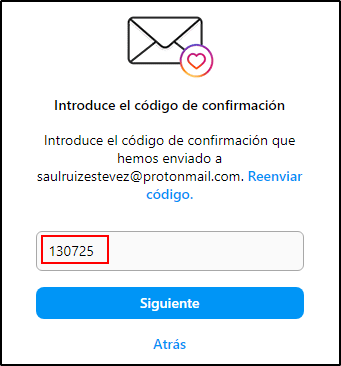 Introduce el código de confirmación
Introduce el código de confirmación que
hemos enviado a
saulruizestevez@protonmail.com. Reenviar
código.
130725
Siguiente
Atrás